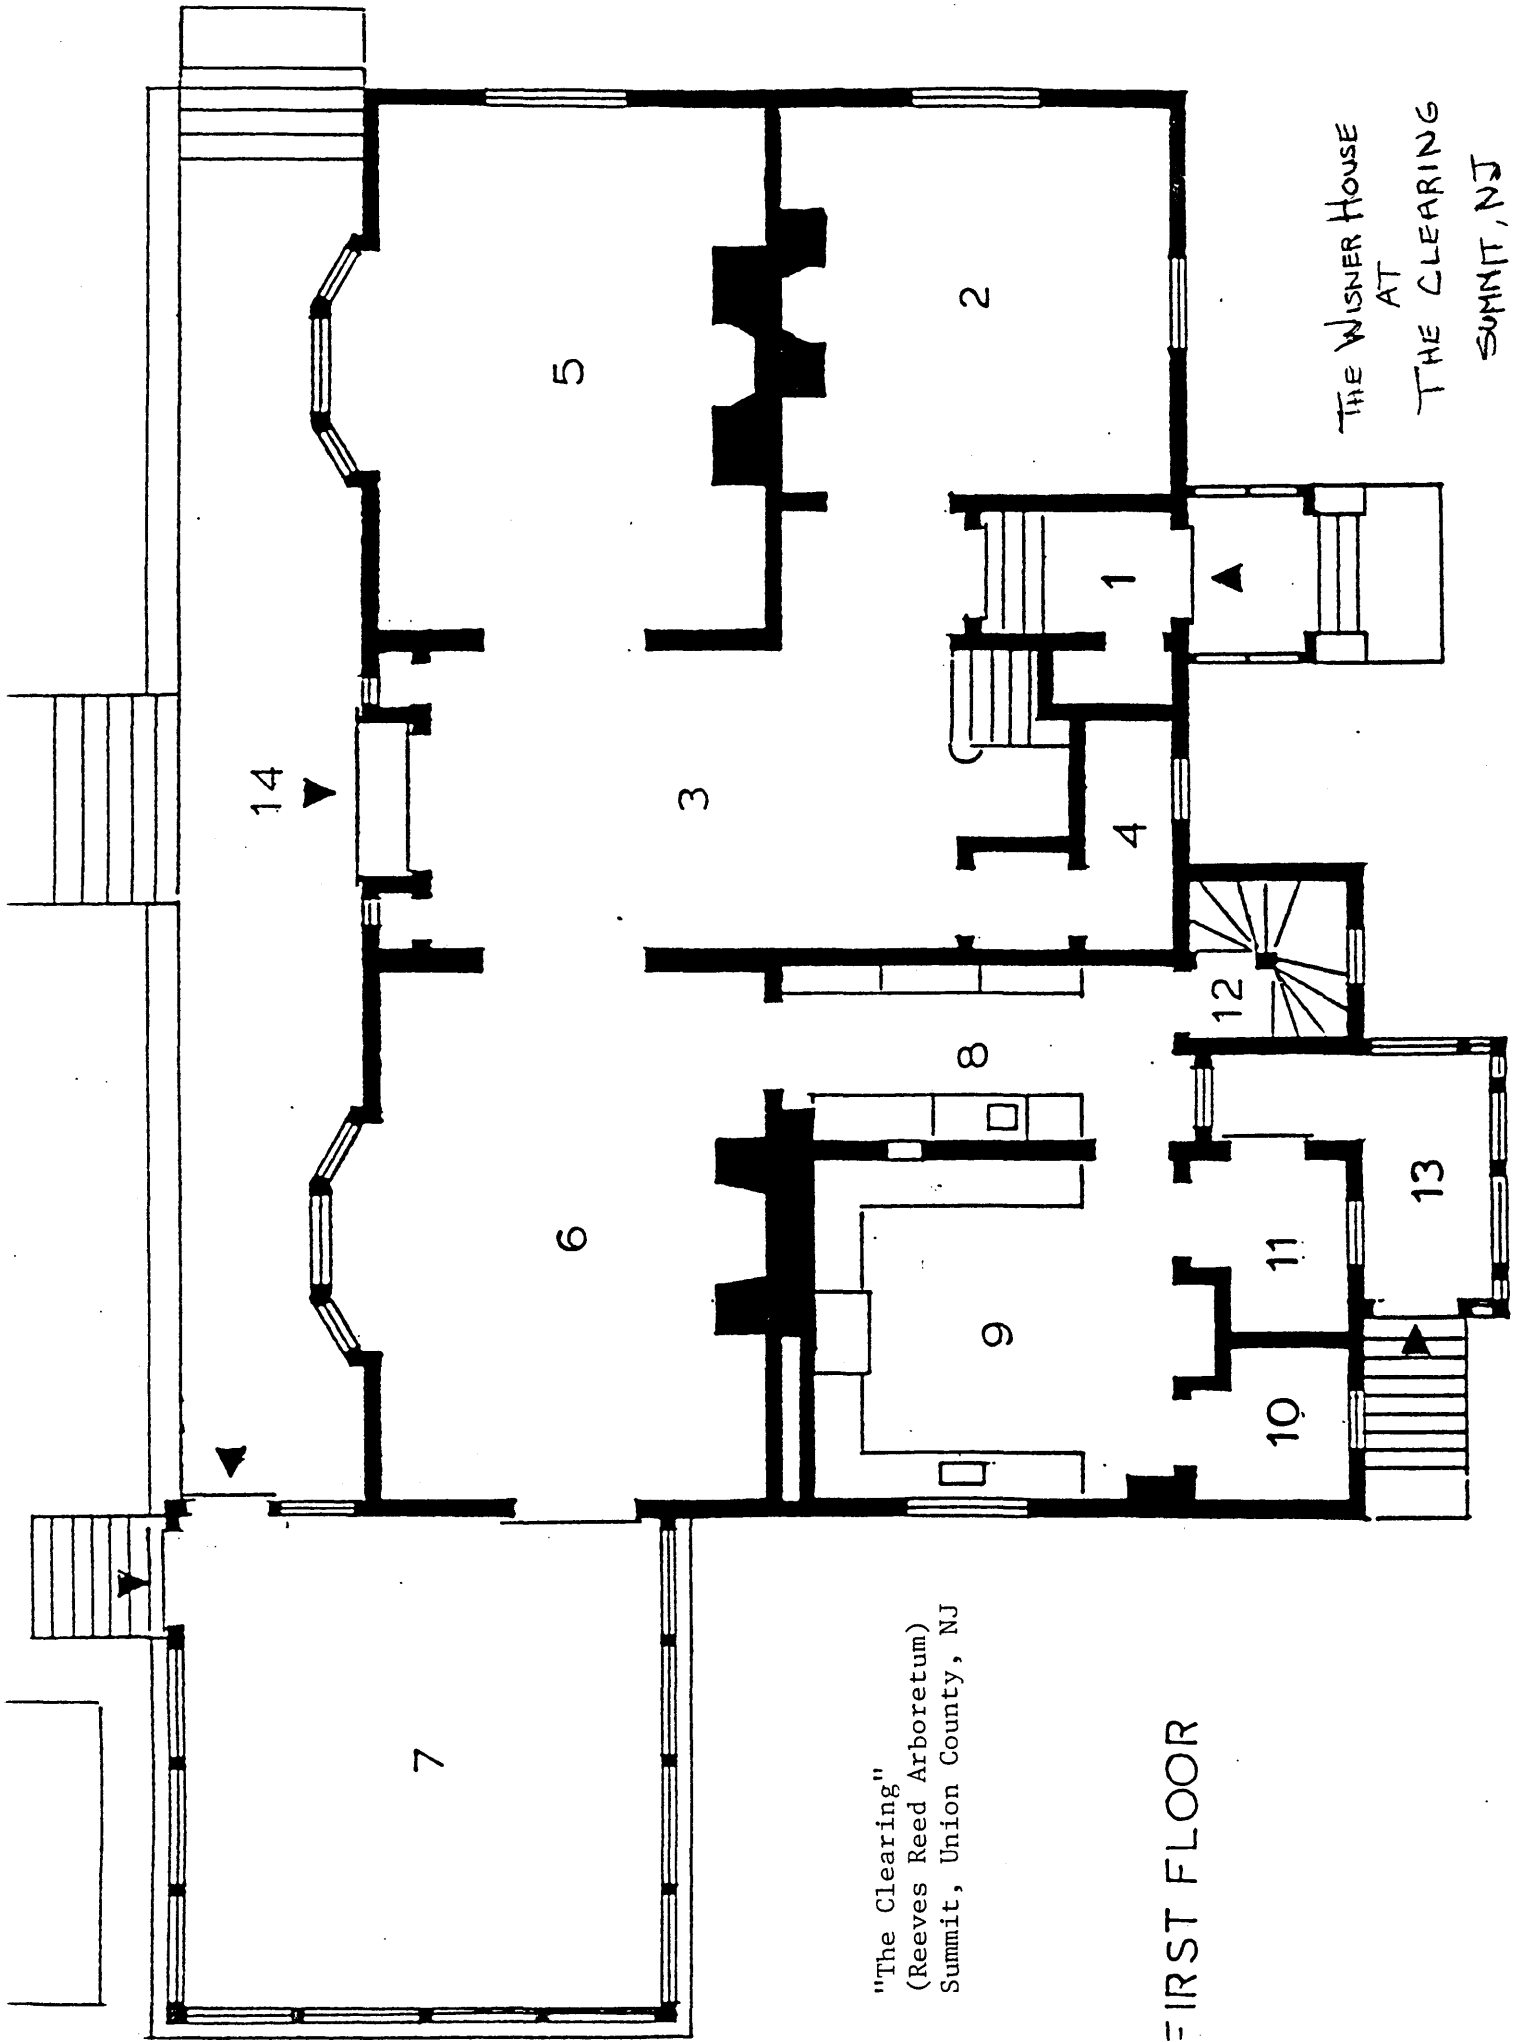 THE WISNER HOUSE
AT
THE CLEARING
SUMMIT, NJ
1
2
3
4
5
6
7
8
9
10
11
12
13
14
"The Clearing"
(Reeves Reed Arboretum)
Summit, Union County, NJ
FIRST FLOOR